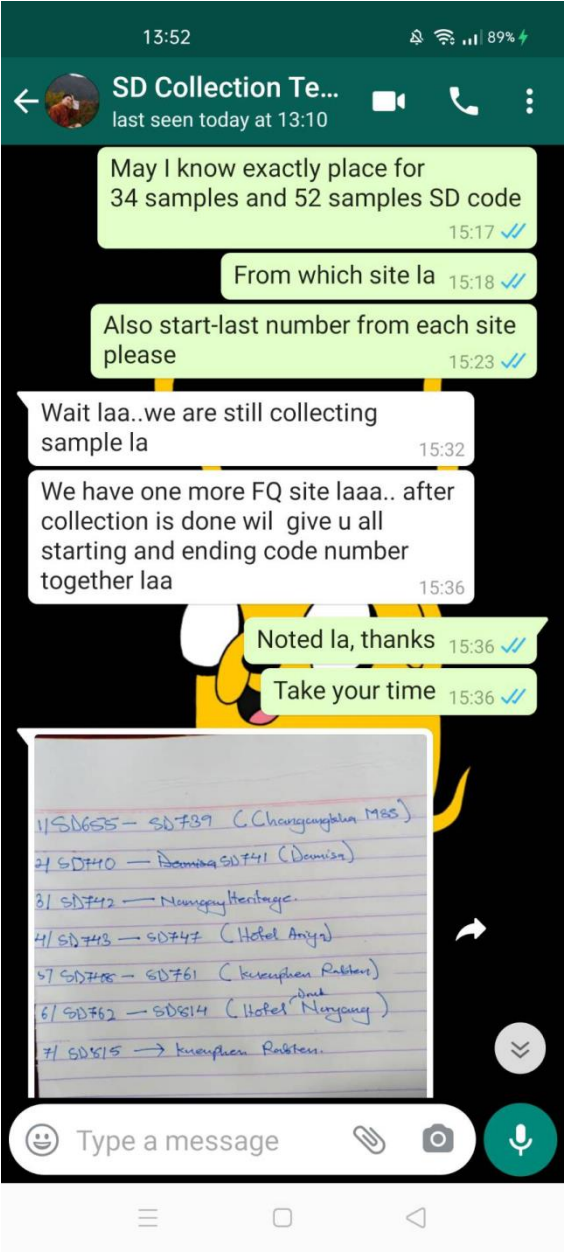 13:52
89%
SD Collection Te...
last seen today at 13:10
May I know exactly place for
34 samples and 52 samples SD code
15:17
From which site la 15:18
Also start-last number from each site
please
15:23
Wait laa..we are still collecting
sample la
15:32
We have one more FQ site laaa.. after
collection is done wil give u all
starting and ending code number
together laa
15:36
Noted la, thanks 15:36
Take your time 15:36
1/ SD655 - SD739 (Changangkha MSS)
2/ SD740 — SD741 (Damisa)
3/ SD742 — Namgay Heritage.
4/ SD743 — SD747 (Hotel Ariya)
5/ SD748 - SD761 (Kuenphen Rabten)
6/ SD762 — SD814 (Hotel Druk Noryang)
7/ SD815 → Kuenphen Rabten.
Type a message